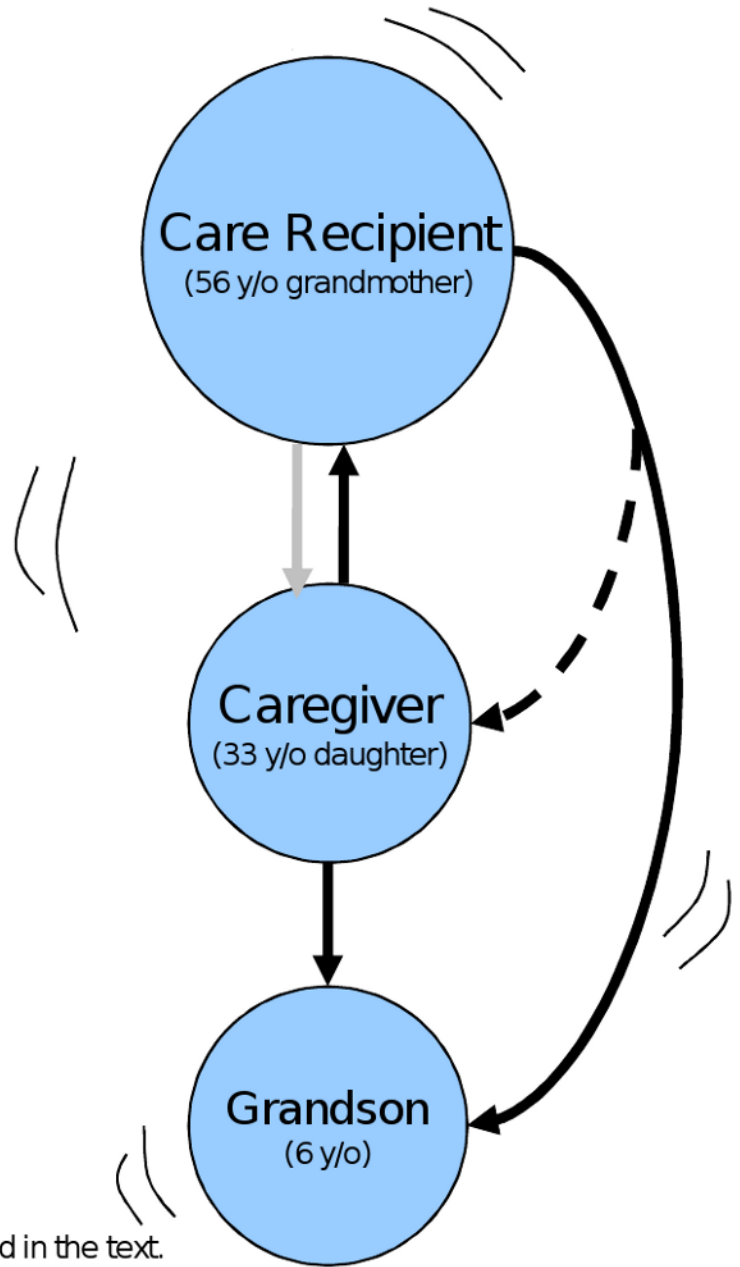 Care Recipient
(56 y/o grandmother)
Caregiver
(33 y/o daughter)
Grandson
(6 y/o)
d in the text.